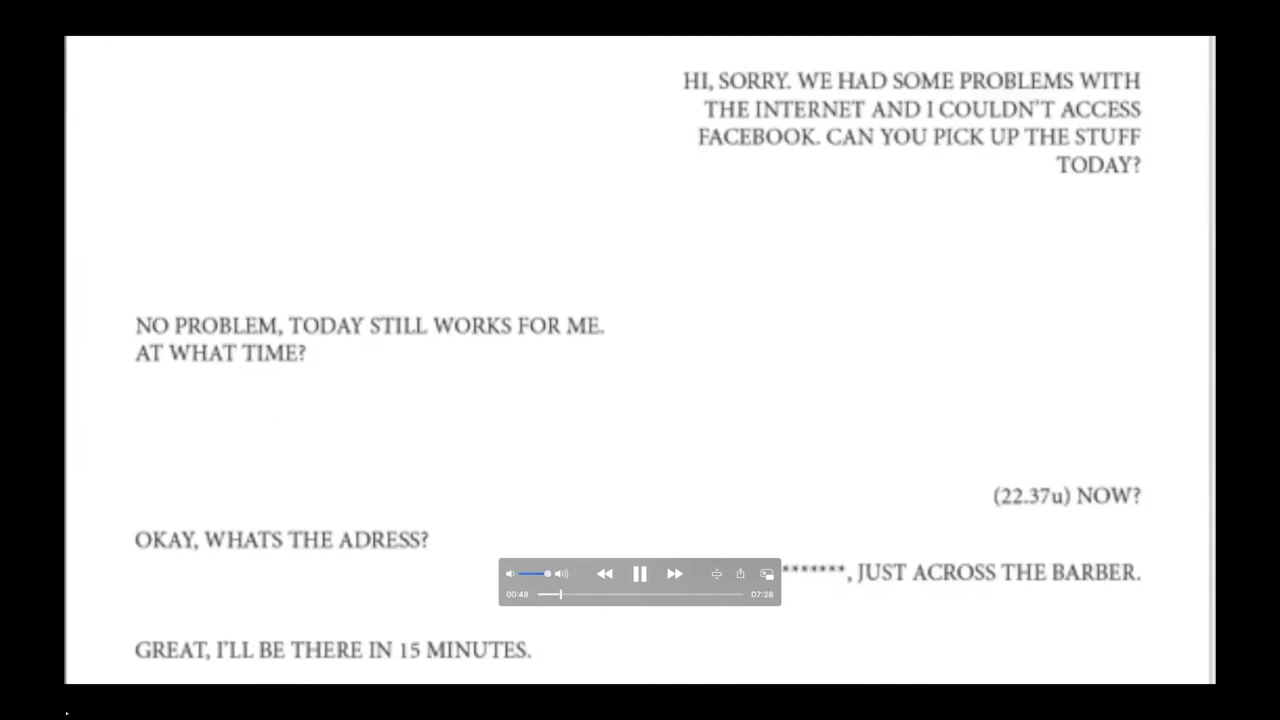 HI, SORRY. WE HAD SOME PROBLEMS WITH
THE INTERNET AND I COULDN'T ACCESS
FACEBOOK. CAN YOU PICK UP THE STUFF
TODAY?
NO PROBLEM, TODAY STILL WORKS FOR ME.
AT WHAT TIME?
(22.37u) NOW?
OKAY, WHATS THE ADRESS?
*******, JUST ACROSS THE BARBER.
00:48
07:28
GREAT, I'LL BE THERE IN 15 MINUTES.